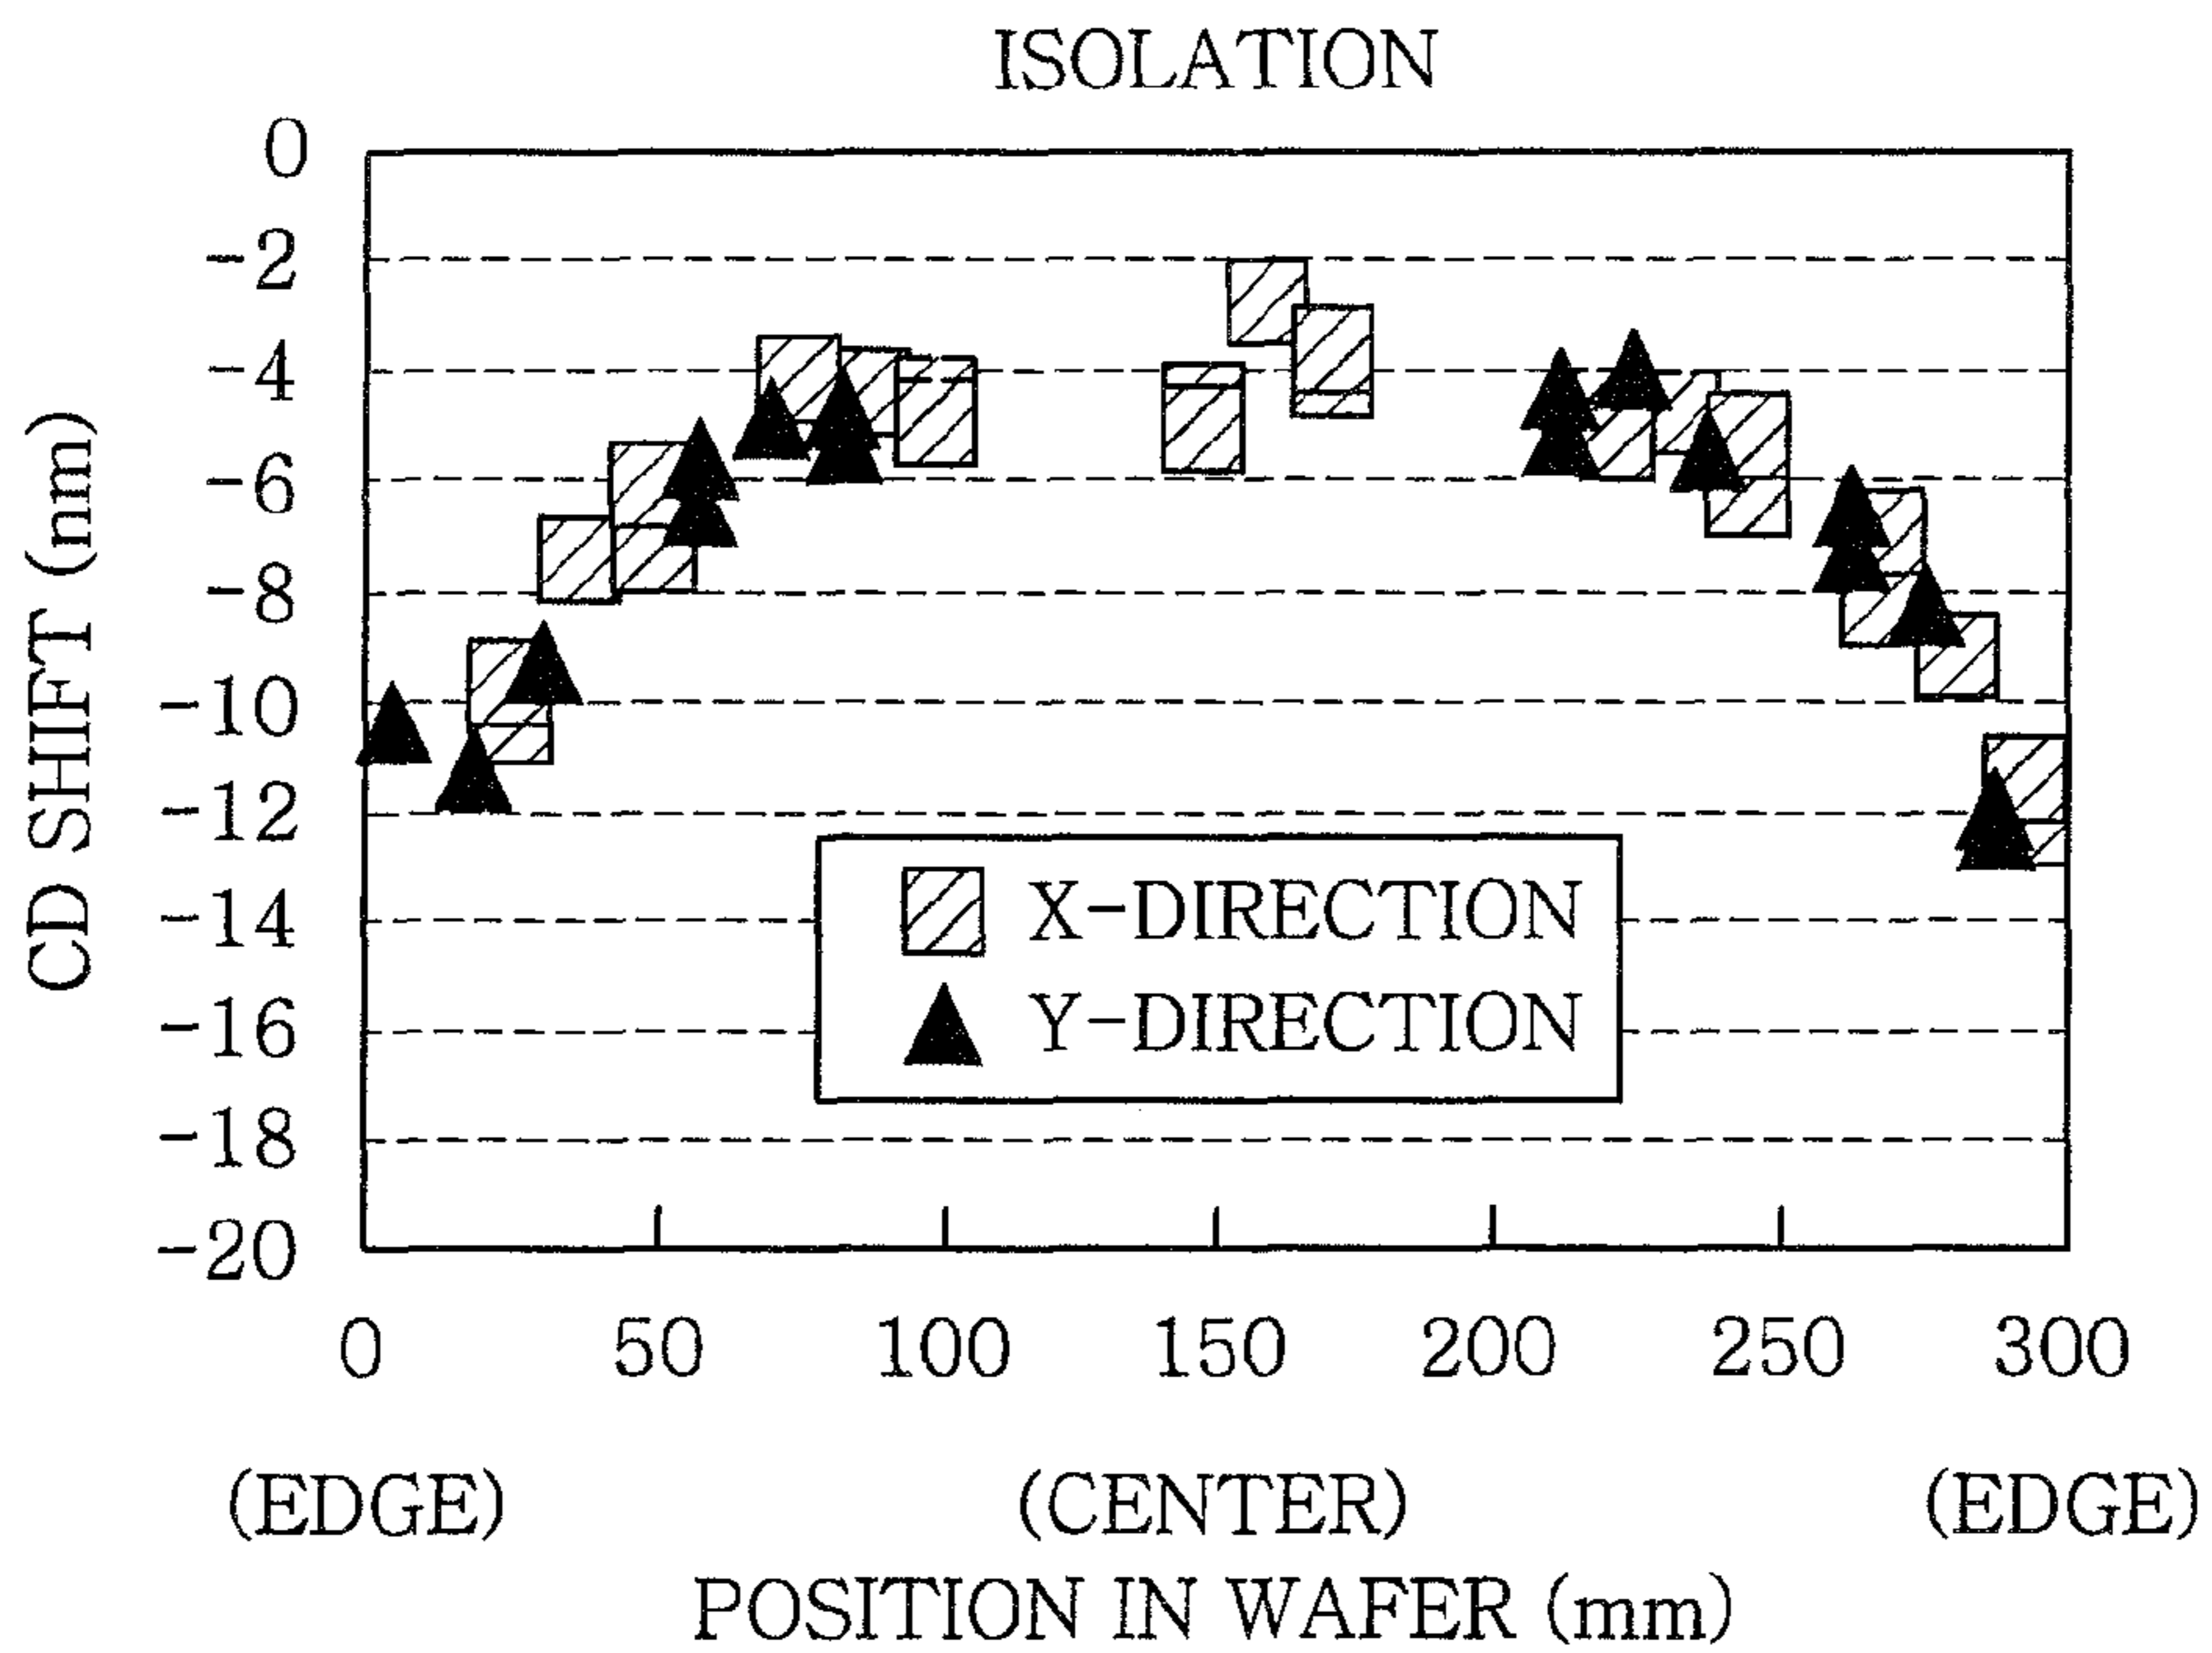 ISOLATION
0
-2
-4
-6
-8
-10
-12
-14
-16
-18
-20
CD SHIFT (nm)
X-DIRECTION
Y-DIRECTION
0 50 100 150 200 250 300
(EDGE) (CENTER) (EDGE)
POSITION IN WAFER (mm)